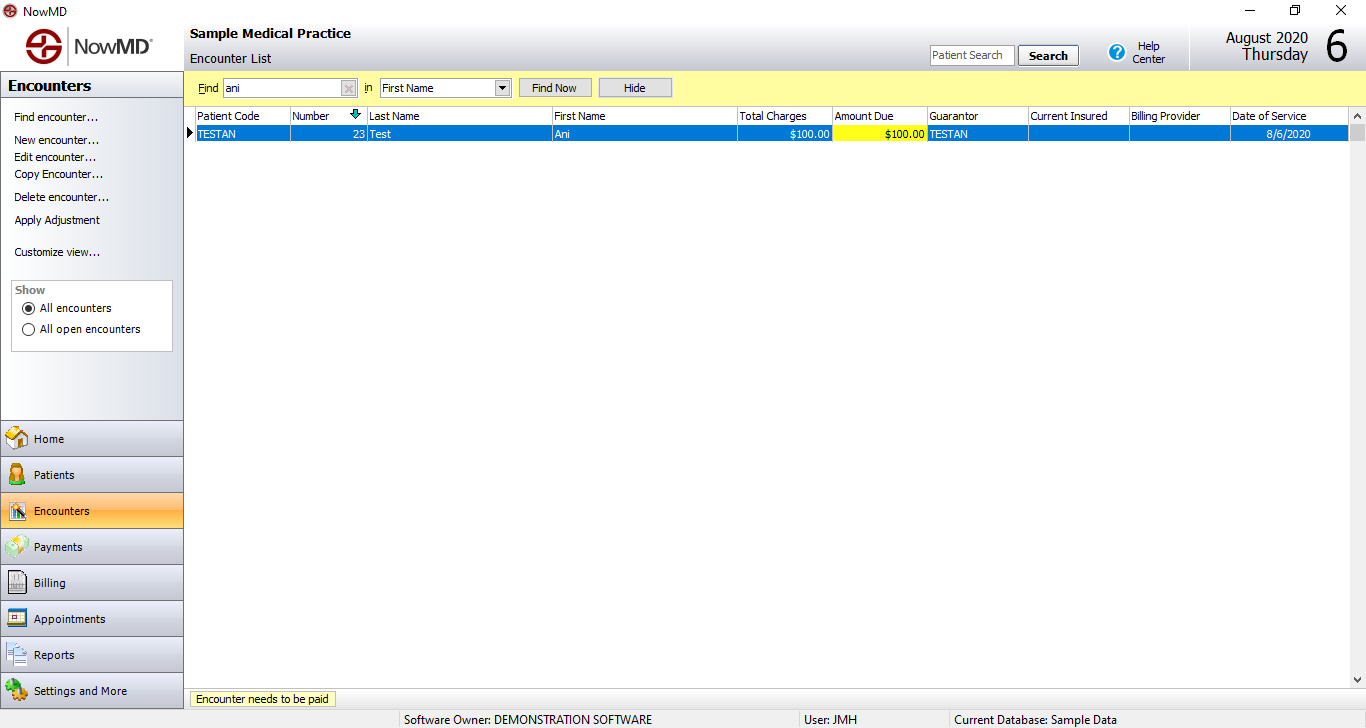 NowMD
NowMD®
Sample Medical Practice
Encounter List
Patient Search
Search
?
Help
Center
August 2020
Thursday
6
Encounters
Find encounter...
New encounter...
Edit encounter...
Copy Encounter...
Delete encounter...
Apply Adjustment
Customize view...
Show
All encounters
All open encounters
Home
Patients
Encounters
Payments
Billing
Appointments
Reports
Settings and More
Find ani in First Name Find Now Hide
Patient Code Number Last Name First Name Total Charges Amount Due Guarantor Current Insured Billing Provider Date of Service
TESTAN 23 Test Ani $100.00 $100.00 TESTAN 8/6/2020
Encounter needs to be paid
Software Owner: DEMONSTRATION SOFTWARE User: JMH Current Database: Sample Data